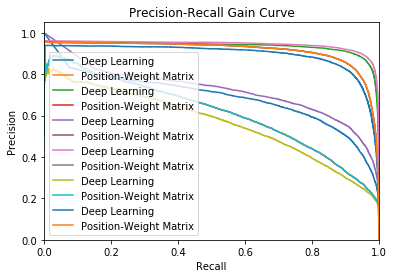 Precision-Recall Gain Curve
Precision
1.0
0.8
0.6
0.4
0.2
0.0
Deep Learning
Position-Weight Matrix
Deep Learning
Position-Weight Matrix
Deep Learning
Position-Weight Matrix
Deep Learning
Position-Weight Matrix
Deep Learning
Position-Weight Matrix
Deep Learning
Position-Weight Matrix
0.0 0.2 0.4 0.6 0.8 1.0
Recall